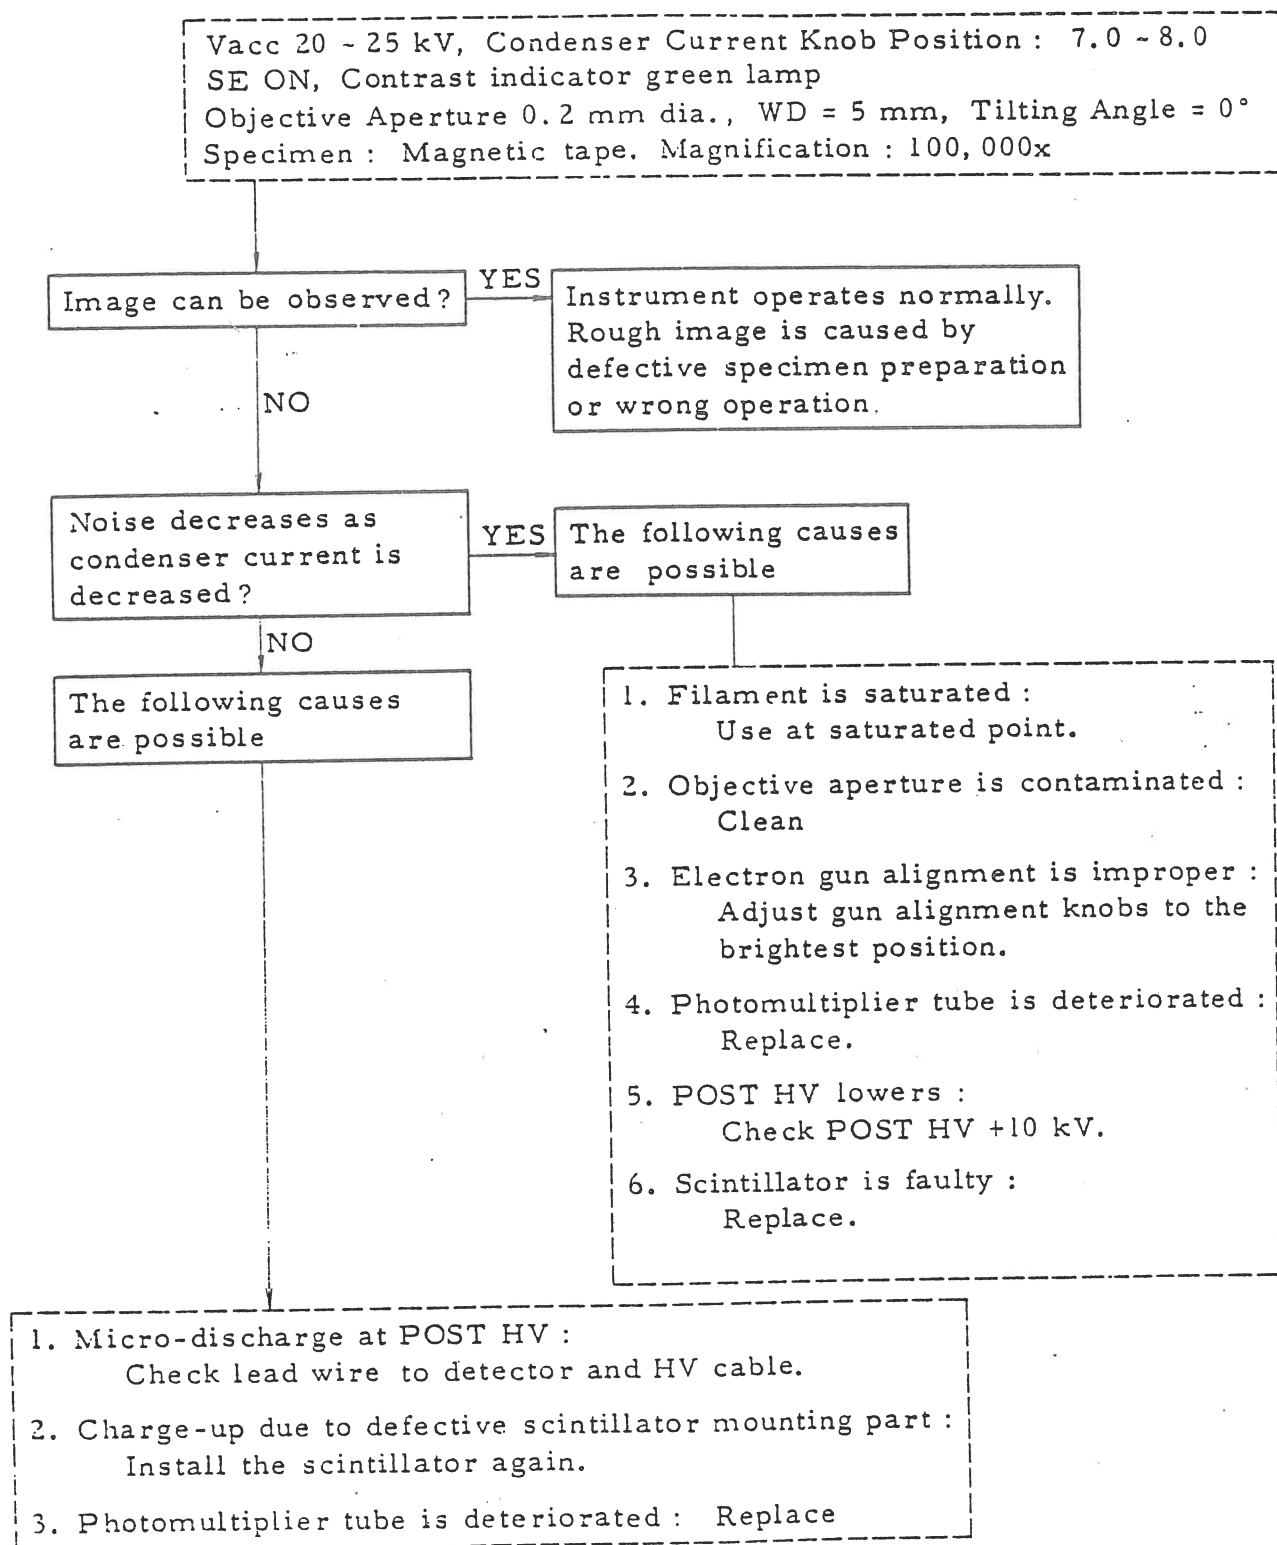 Vacc 20 ~ 25 kV, Condenser Current Knob Position : 7.0 ~ 8.0
SE ON, Contrast indicator green lamp
Objective Aperture 0.2 mm dia., WD = 5 mm, Tilting Angle = 0°
Specimen : Magnetic tape. Magnification : 100,000x
Image can be observed?
YES
Instrument operates normally.
Rough image is caused by
defective specimen preparation
or wrong operation.
NO
Noise decreases as
condenser current is
decreased?
YES
The following causes
are possible
NO
The following causes
are possible
1. Filament is saturated :
Use at saturated point.
2. Objective aperture is contaminated :
Clean
3. Electron gun alignment is improper :
Adjust gun alignment knobs to the
brightest position.
4. Photomultiplier tube is deteriorated :
Replace.
5. POST HV lowers :
Check POST HV +10 kV.
6. Scintillator is faulty :
Replace.
1. Micro-discharge at POST HV :
Check lead wire to detector and HV cable.
2. Charge-up due to defective scintillator mounting part :
Install the scintillator again.
3. Photomultiplier tube is deteriorated : Replace